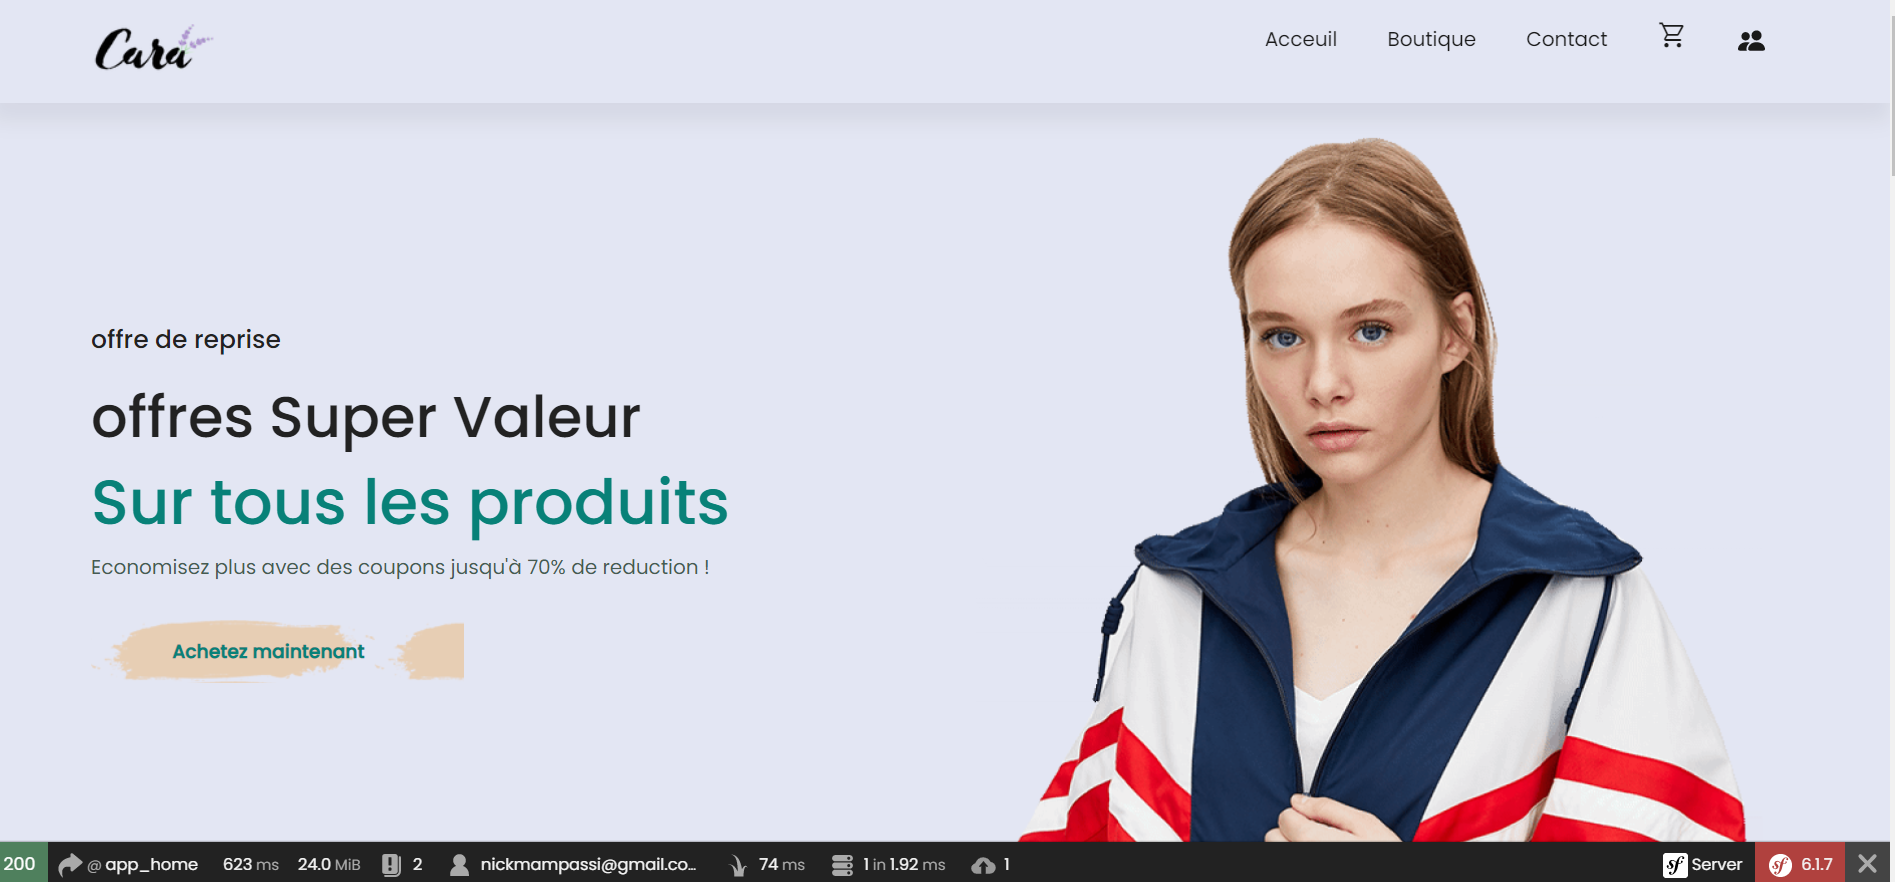 Cara
Acceuil Boutique Contact
offre de reprise
offres Super Valeur
Sur tous les produits
Economisez plus avec des coupons jusqu'à 70% de reduction !
Achetez maintenant
200 @ app_home 623 ms 24.0 MiB 2 nickmampassi@gmail.co... 74 ms 1 in 1.92 ms 1 sf Server sf 6.1.7